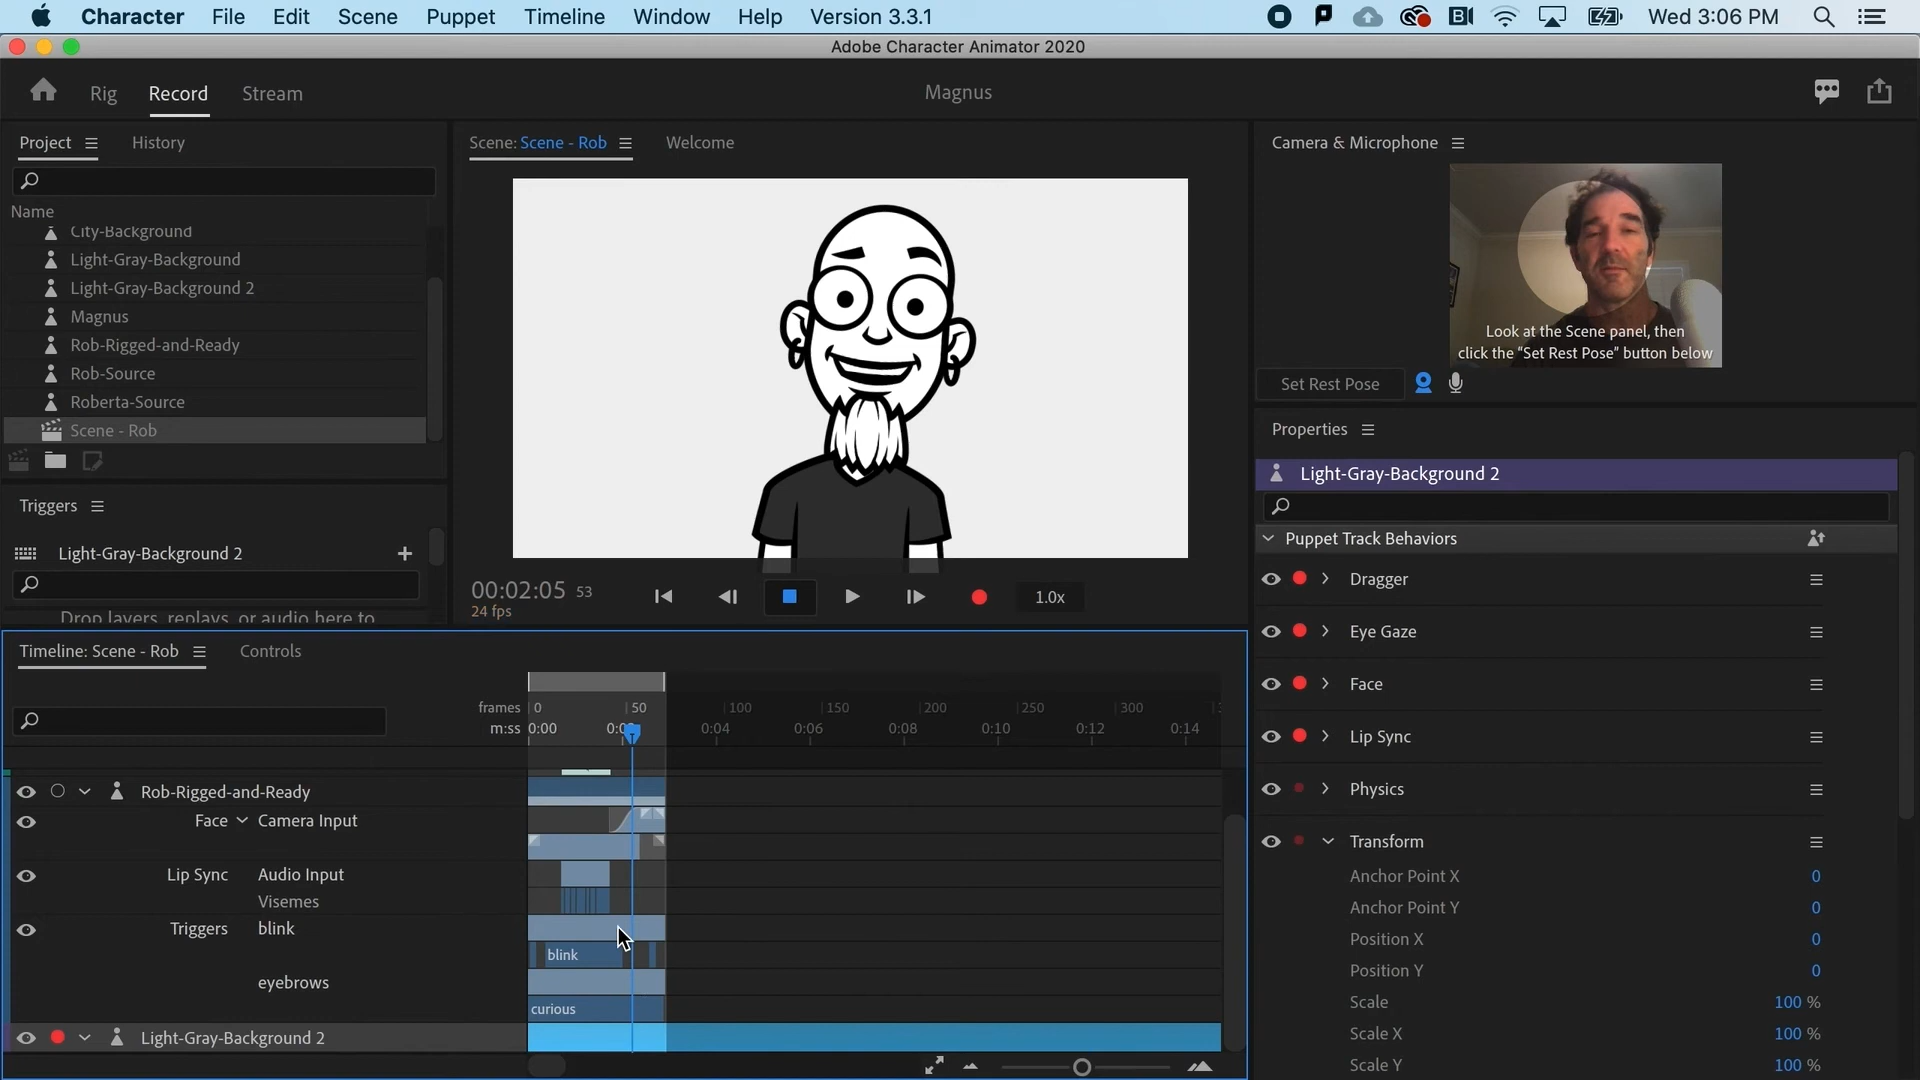 Character File Edit Scene Puppet Timeline Window Help Version 3.3.1 Wed 3:06 PM
Adobe Character Animator 2020
Rig Record Stream Magnus
Project History
Name
City-Background
Light-Gray-Background
Light-Gray-Background 2
Magnus
Rob-Rigged-and-Ready
Rob-Source
Roberta-Source
Scene - Rob
Triggers
Light-Gray-Background 2
Drop layers, replays, or audio here to
Scene: Scene - Rob Welcome
00:02:05 53
24 fps
1.0x
Camera & Microphone
Look at the Scene panel, then
click the "Set Rest Pose" button below
Set Rest Pose
Properties
Light-Gray-Background 2
Puppet Track Behaviors
Dragger
Eye Gaze
Face
Lip Sync
Physics
Transform
Anchor Point X 0
Anchor Point Y 0
Position X 0
Position Y 0
Scale 100 %
Scale X 100 %
Scale Y 100 %
Timeline: Scene - Rob Controls
frames 0 50 100 150 200 250 300
m:ss 0:00 0:04 0:06 0:08 0:10 0:12 0:14
Rob-Rigged-and-Ready
Face Camera Input
Lip Sync Audio Input
Visemes
Triggers blink
blink
eyebrows
curious
Light-Gray-Background 2